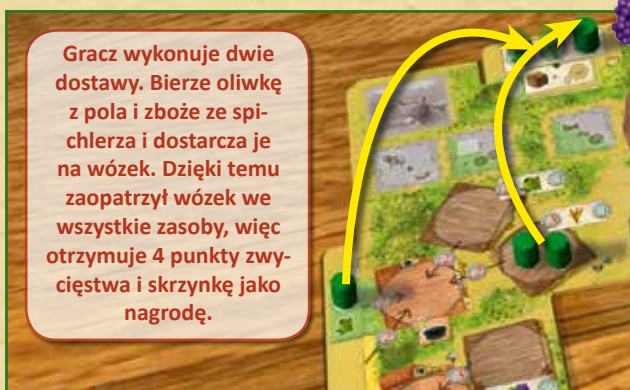 Gracz wykonuje dwie
dostawy. Bierze oliwkę
z pola i zboże ze spi-
chlerza i dostarcza je
na wózek. Dzięki temu
zaopatrzył wózek we
wszystkie zasoby, więc
otrzymuje 4 punkty zwy-
cięstwa i skrzynkę jako
nagrodę.